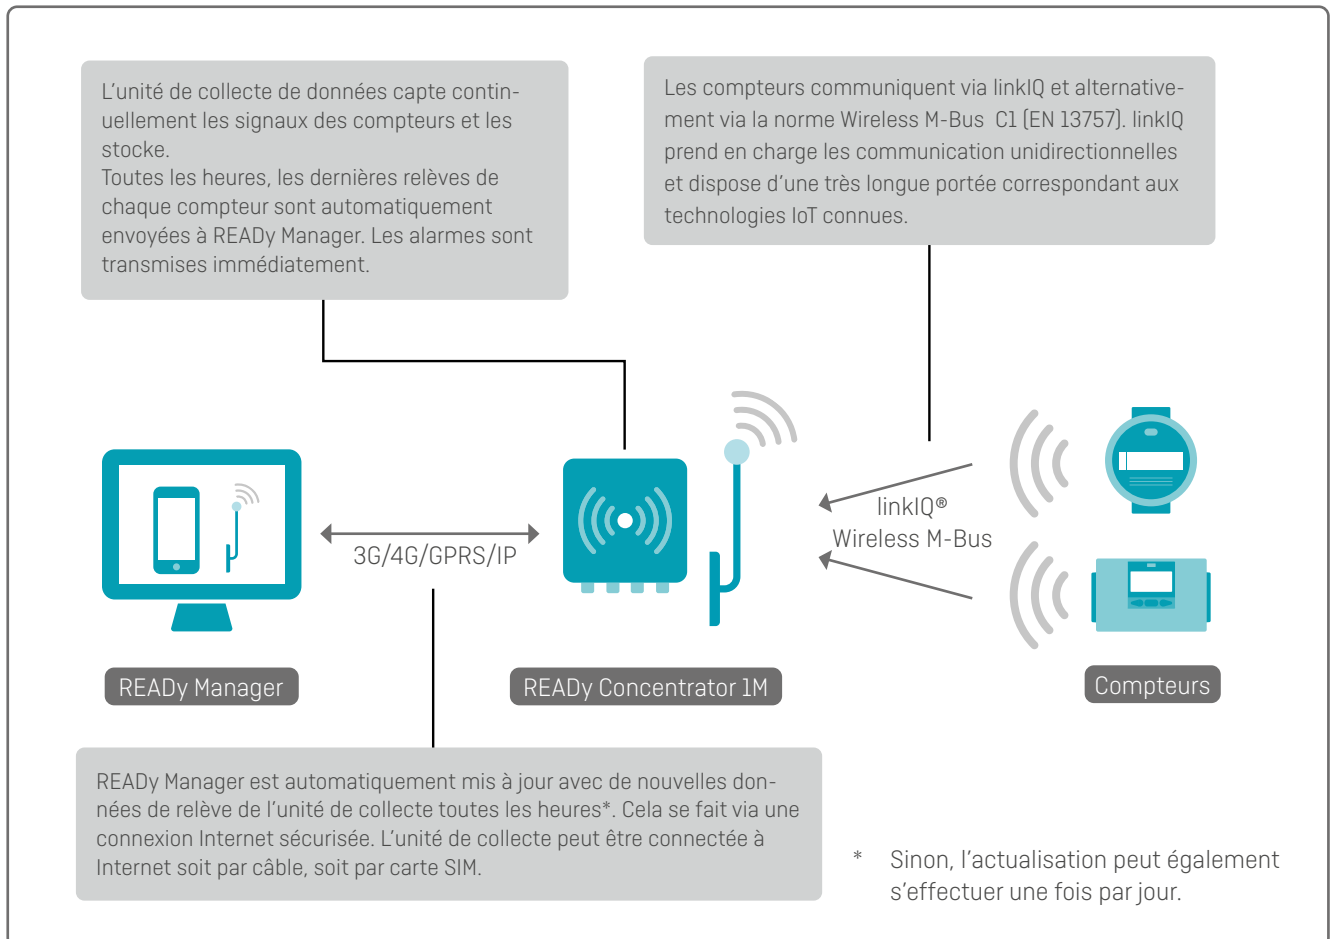 L'unité de collecte de données capte contin-
uellement les signaux des compteurs et les
stocke.
Toutes les heures, les dernières relèves de
chaque compteur sont automatiquement
envoyées à READy Manager. Les alarmes sont
transmises immédiatement.
Les compteurs communiquent via linkIQ et alternative-
ment via la norme Wireless M-Bus C1 (EN 13757). linkIQ
prend en charge les communication unidirectionnelles
et dispose d'une très longue portée correspondant aux
technologies IoT connues.
3G/4G/GPRS/IP
linkIQ®
Wireless M-Bus
READy Manager
READy Concentrator 1M
Compteurs
READy Manager est automatiquement mis à jour avec de nouvelles don-
nées de relève de l'unité de collecte toutes les heures*. Cela se fait via une
connexion Internet sécurisée. L'unité de collecte peut être connectée à
Internet soit par câble, soit par carte SIM.
* Sinon, l'actualisation peut également
s'effectuer une fois par jour.